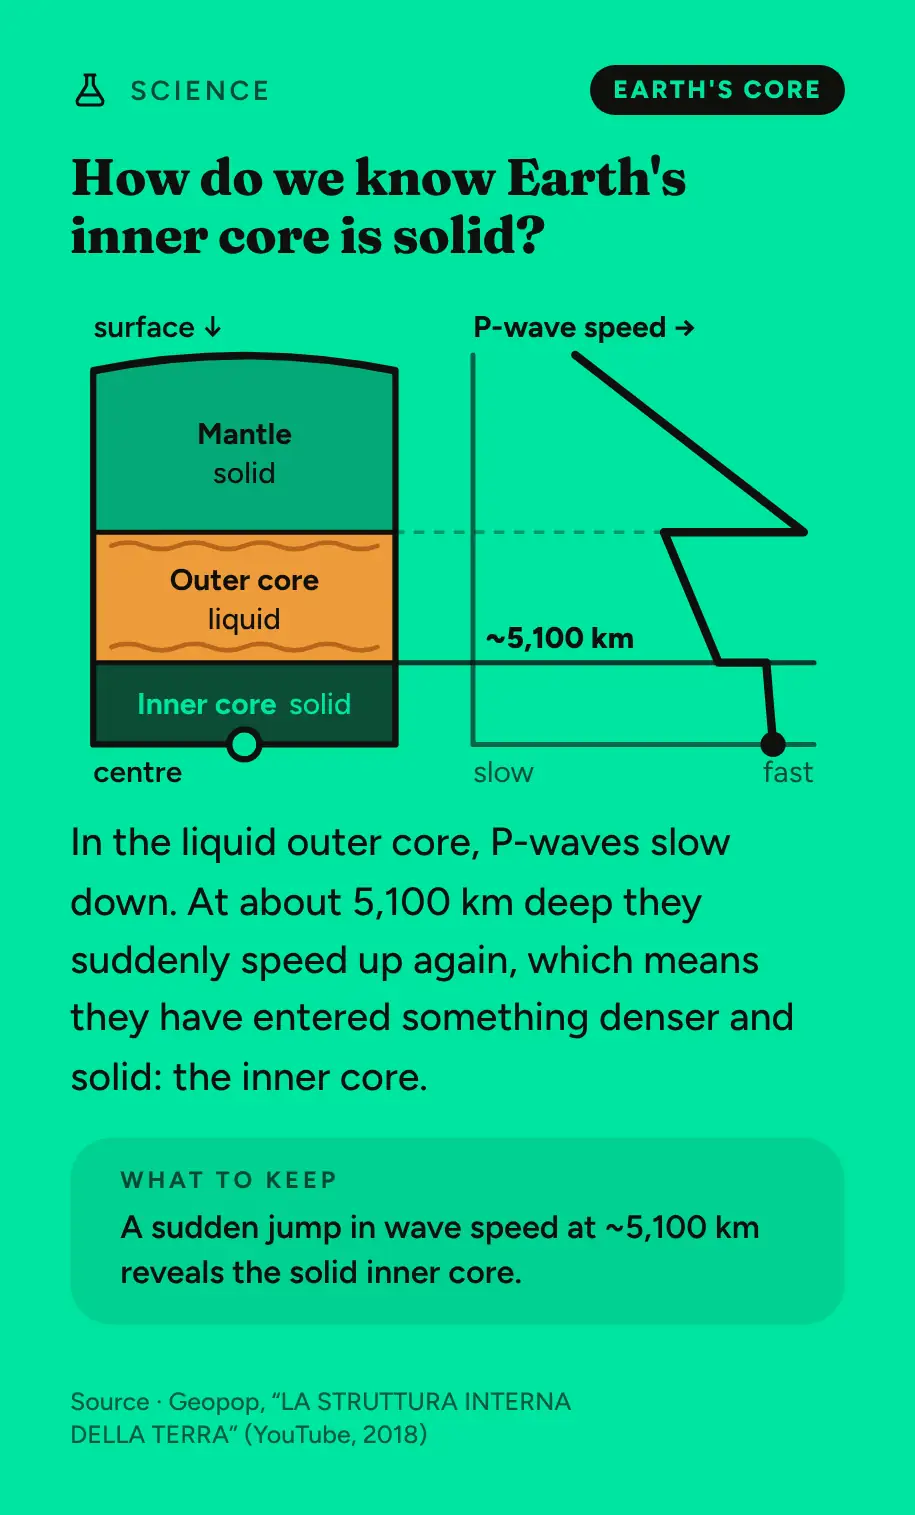 SCIENCE
EARTH'S CORE
How do we know Earth's
inner core is solid?
surface ↓
P-wave speed →
Mantle
solid
Outer core
liquid
~5,100 km
Inner core solid
centre
slow
fast
In the liquid outer core, P-waves slow
down. At about 5,100 km deep they
suddenly speed up again, which means
they have entered something denser and
solid: the inner core.
WHAT TO KEEP
A sudden jump in wave speed at ~5,100 km
reveals the solid inner core.
Source · Geopop, “LA STRUTTURA INTERNA
DELLA TERRA” (YouTube, 2018)